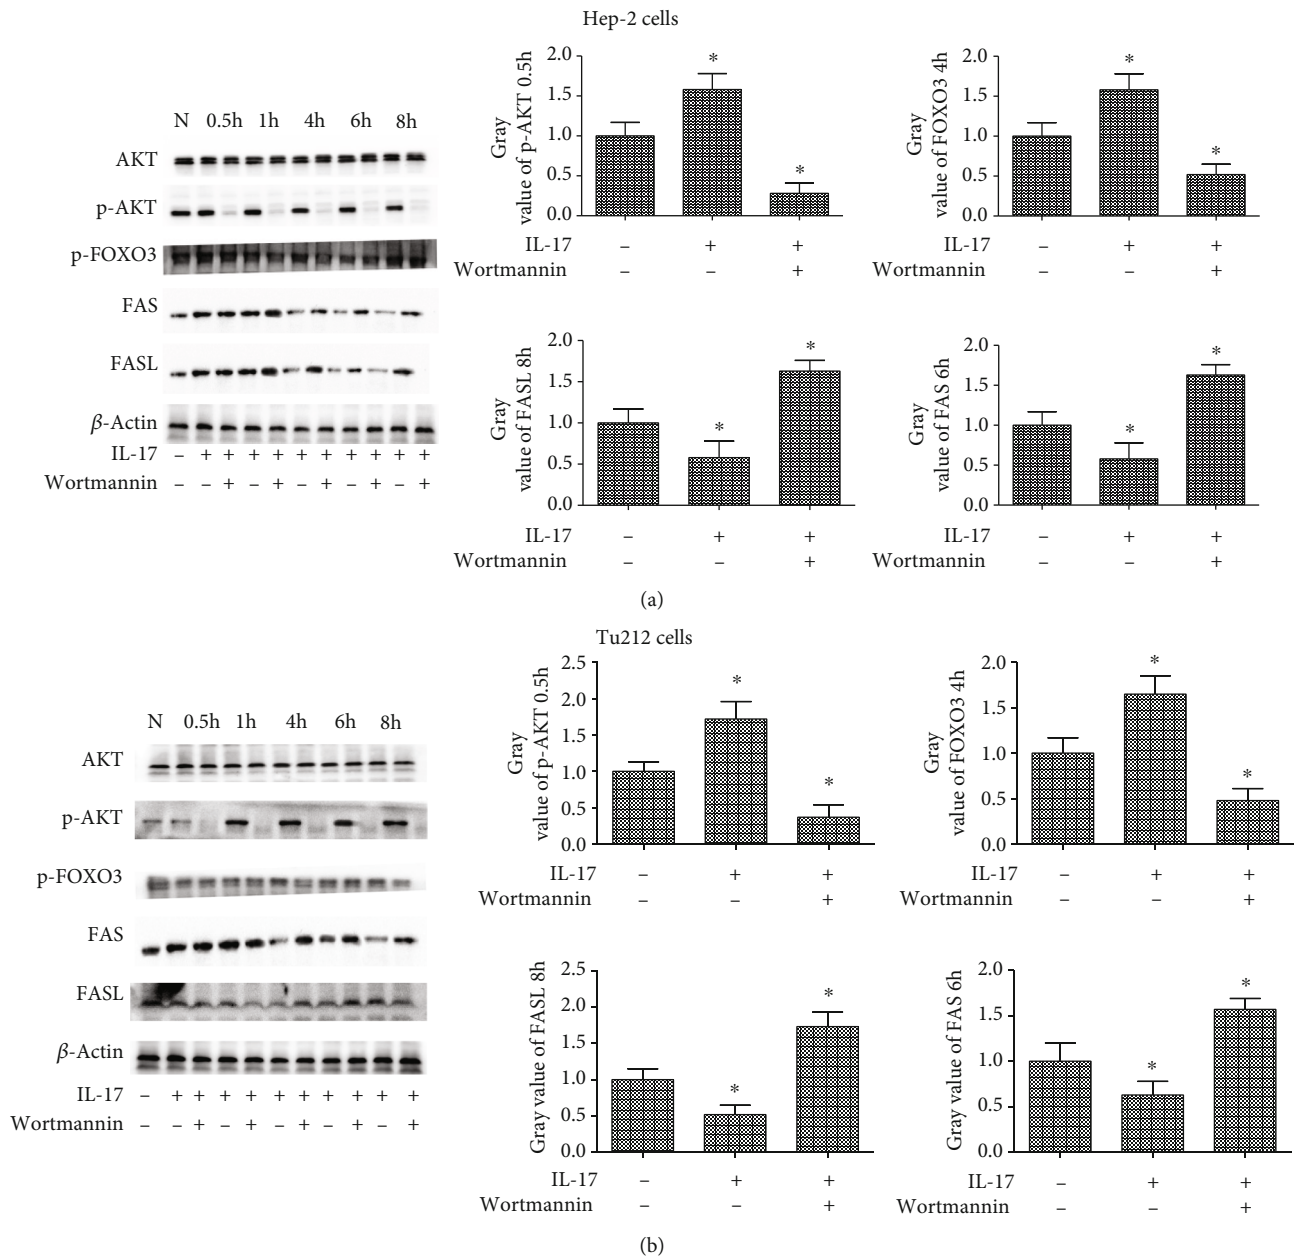 Hep-2 cells
N 0.5h 1h 4h 6h 8h
AKT
p-AKT
p-FOXO3
FAS
FASL
β-Actin
IL-17 – + + + + + + + + + +
Wortmannin – – + – + – + – + – +
Gray
value of p-AKT 0.5h
2.0
1.5
1.0
0.5
0.0
* *
IL-17 – + +
Wortmannin – – +
Gray
value of FOXO3 4h
2.0
1.5
1.0
0.5
0.0
* *
IL-17 – + +
Wortmannin – – +
Gray
value of FASL 8h
2.0
1.5
1.0
0.5
0.0
* *
IL-17 – + +
Wortmannin – – +
Gray
value of FAS 6h
2.0
1.5
1.0
0.5
0.0
* *
IL-17 – + +
Wortmannin – – +
(a)
Tu212 cells
N 0.5h 1h 4h 6h 8h
AKT
p-AKT
p-FOXO3
FAS
FASL
β-Actin
IL-17 – + + + + + + + + + +
Wortmannin – – + – + – + – + – +
Gray
value of p-AKT 0.5h
2.5
2.0
1.5
1.0
0.5
0.0
* *
IL-17 – + +
Wortmannin – – +
Gray
value of FOXO3 4h
2.0
1.5
1.0
0.5
0.0
* *
IL-17 – + +
Wortmannin – – +
Gray value of FASL 8h
2.5
2.0
1.5
1.0
0.5
0.0
* *
IL-17 – + +
Wortmannin – – +
Gray value of FAS 6h
2.0
1.5
1.0
0.5
0.0
* *
IL-17 – + +
Wortmannin – – +
(b)